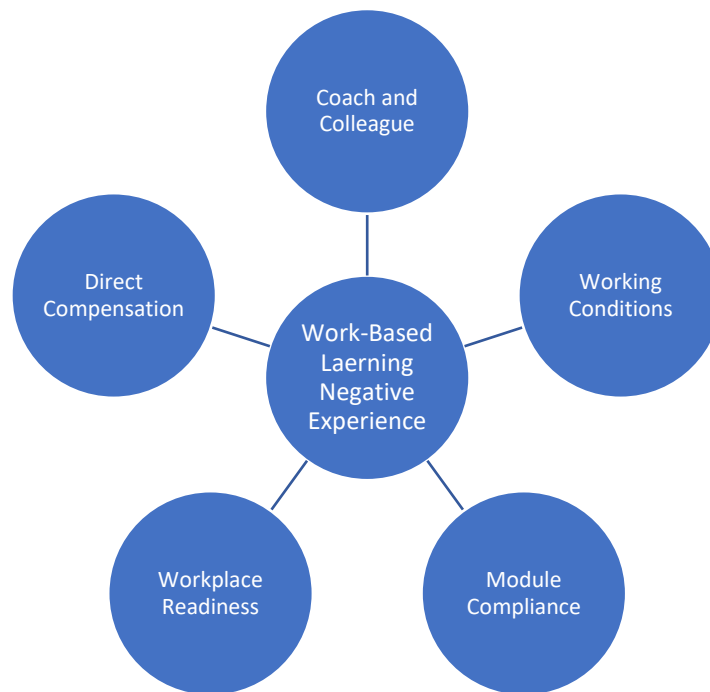 Coach and
Colleague
Direct
Compensation
Working
Conditions
Work-Based
Laerning
Negative
Experience
Workplace
Readiness
Module
Compliance